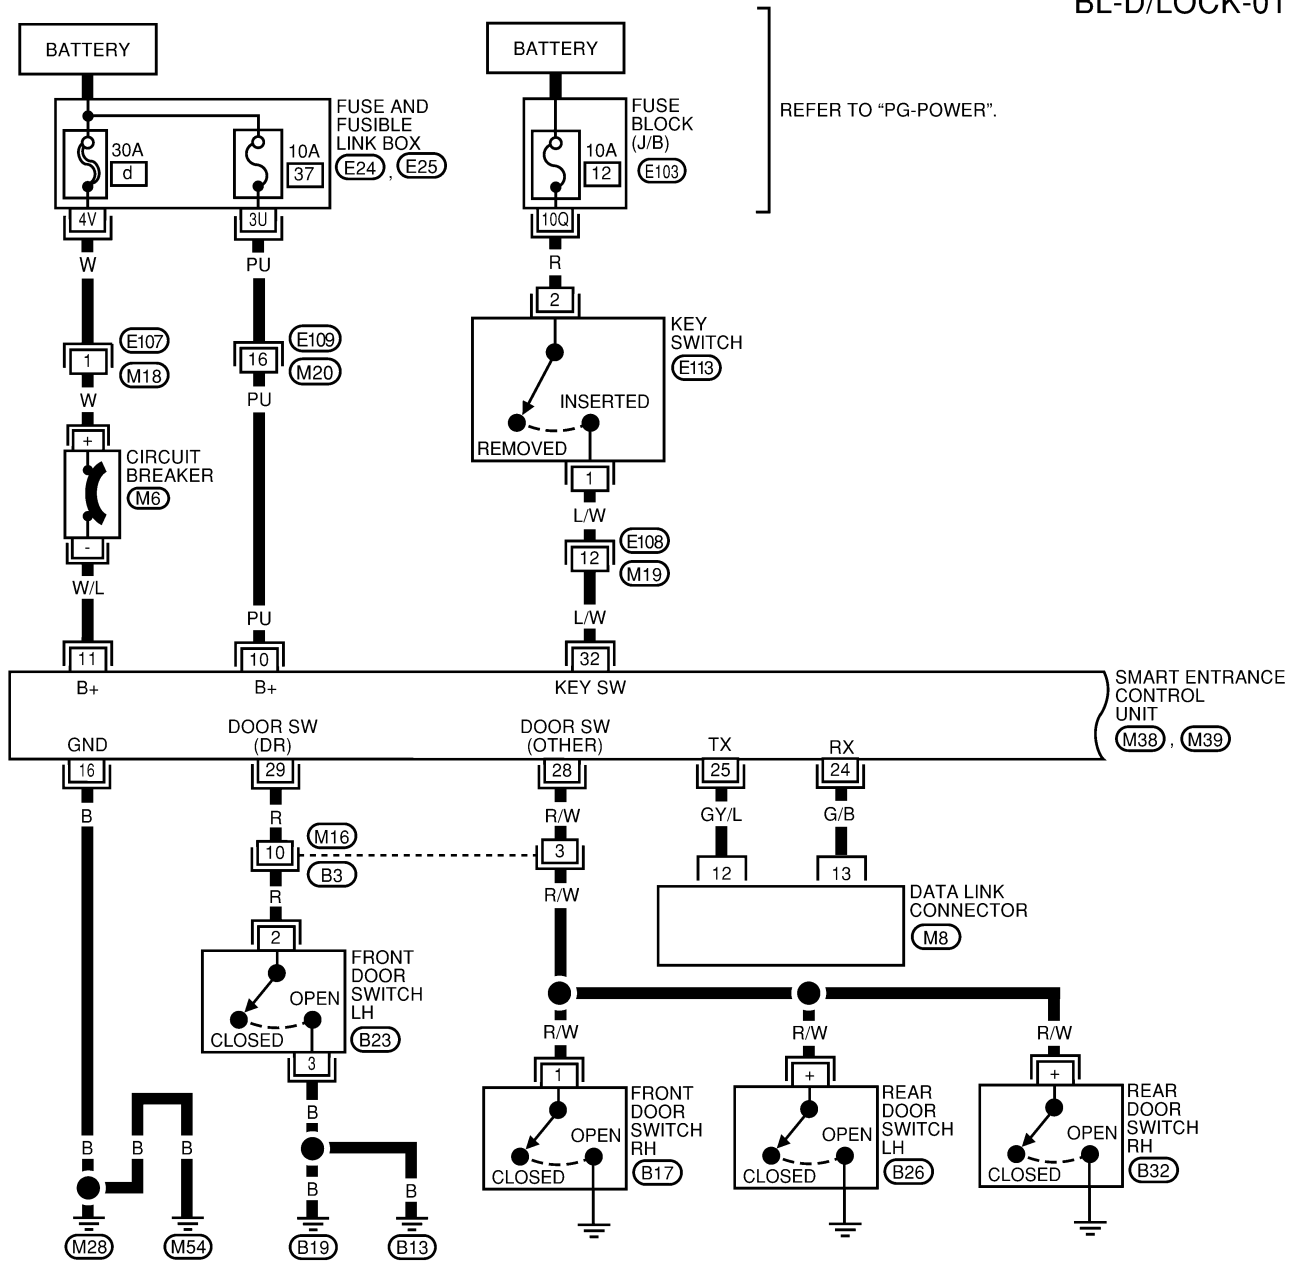 BL-D/LOCK-01
BATTERY
BATTERY
REFER TO “PG-POWER”.
FUSE AND
FUSIBLE
LINK BOX
E24 , E25
30A
d
10A
37
FUSE
BLOCK
(J/B)
E103
10A
12
4V
3U
10Q
W
PU
R
2
KEY
SWITCH
E113
INSERTED
REMOVED
1
E107
M18
16
E109
M20
W
PU
+
CIRCUIT
BREAKER
M6
-
W/L
PU
1
L/W
12
E108
M19
L/W
11
10
32
B+
B+
KEY SW
SMART ENTRANCE
CONTROL
UNIT
M38 , M39
GND
DOOR SW
(DR)
DOOR SW
(OTHER)
TX
RX
16
29
28
25
24
B
R
R/W
GY/L
G/B
10
M16
B3
3
12
13
R
R/W
DATA LINK
CONNECTOR
M8
2
FRONT
DOOR
SWITCH
LH
B23
OPEN
CLOSED
3
R/W
R/W
R/W
1
+
+
FRONT
DOOR
SWITCH
RH
B17
OPEN
CLOSED
REAR
DOOR
SWITCH
LH
B26
OPEN
CLOSED
REAR
DOOR
SWITCH
RH
B32
OPEN
CLOSED
B
B
B
B
B
B
M28
M54
B19
B13